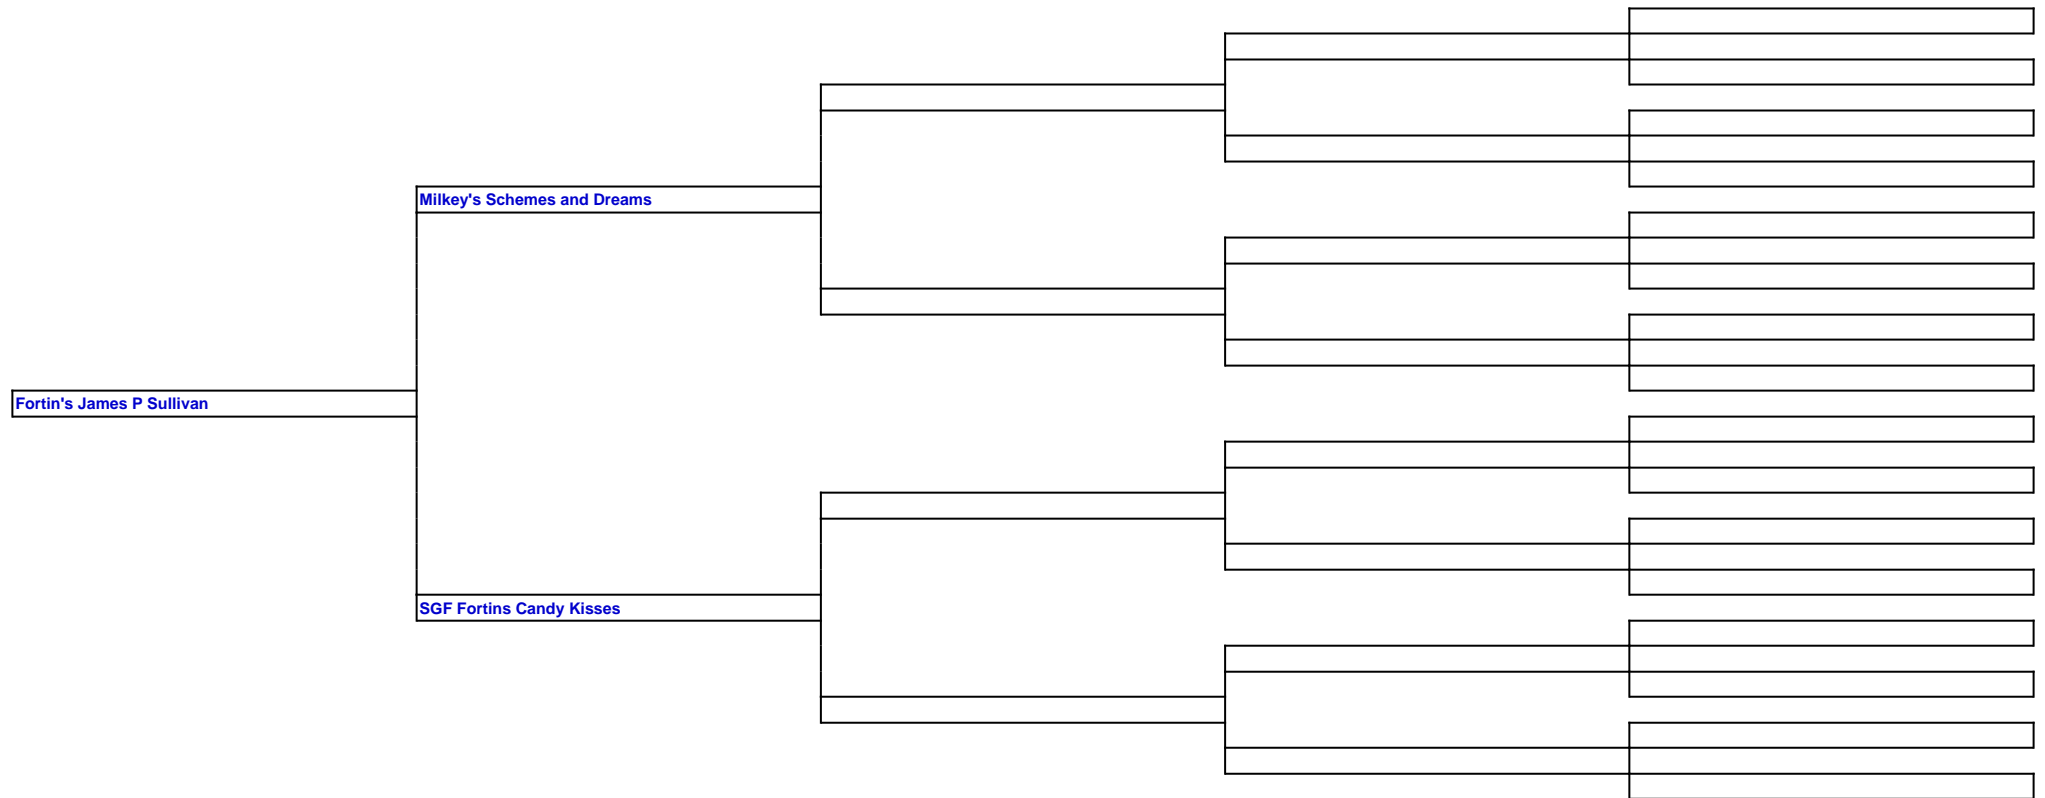 Milkey's Schemes and Dreams
Fortin's James P Sullivan
SGF Fortins Candy Kisses